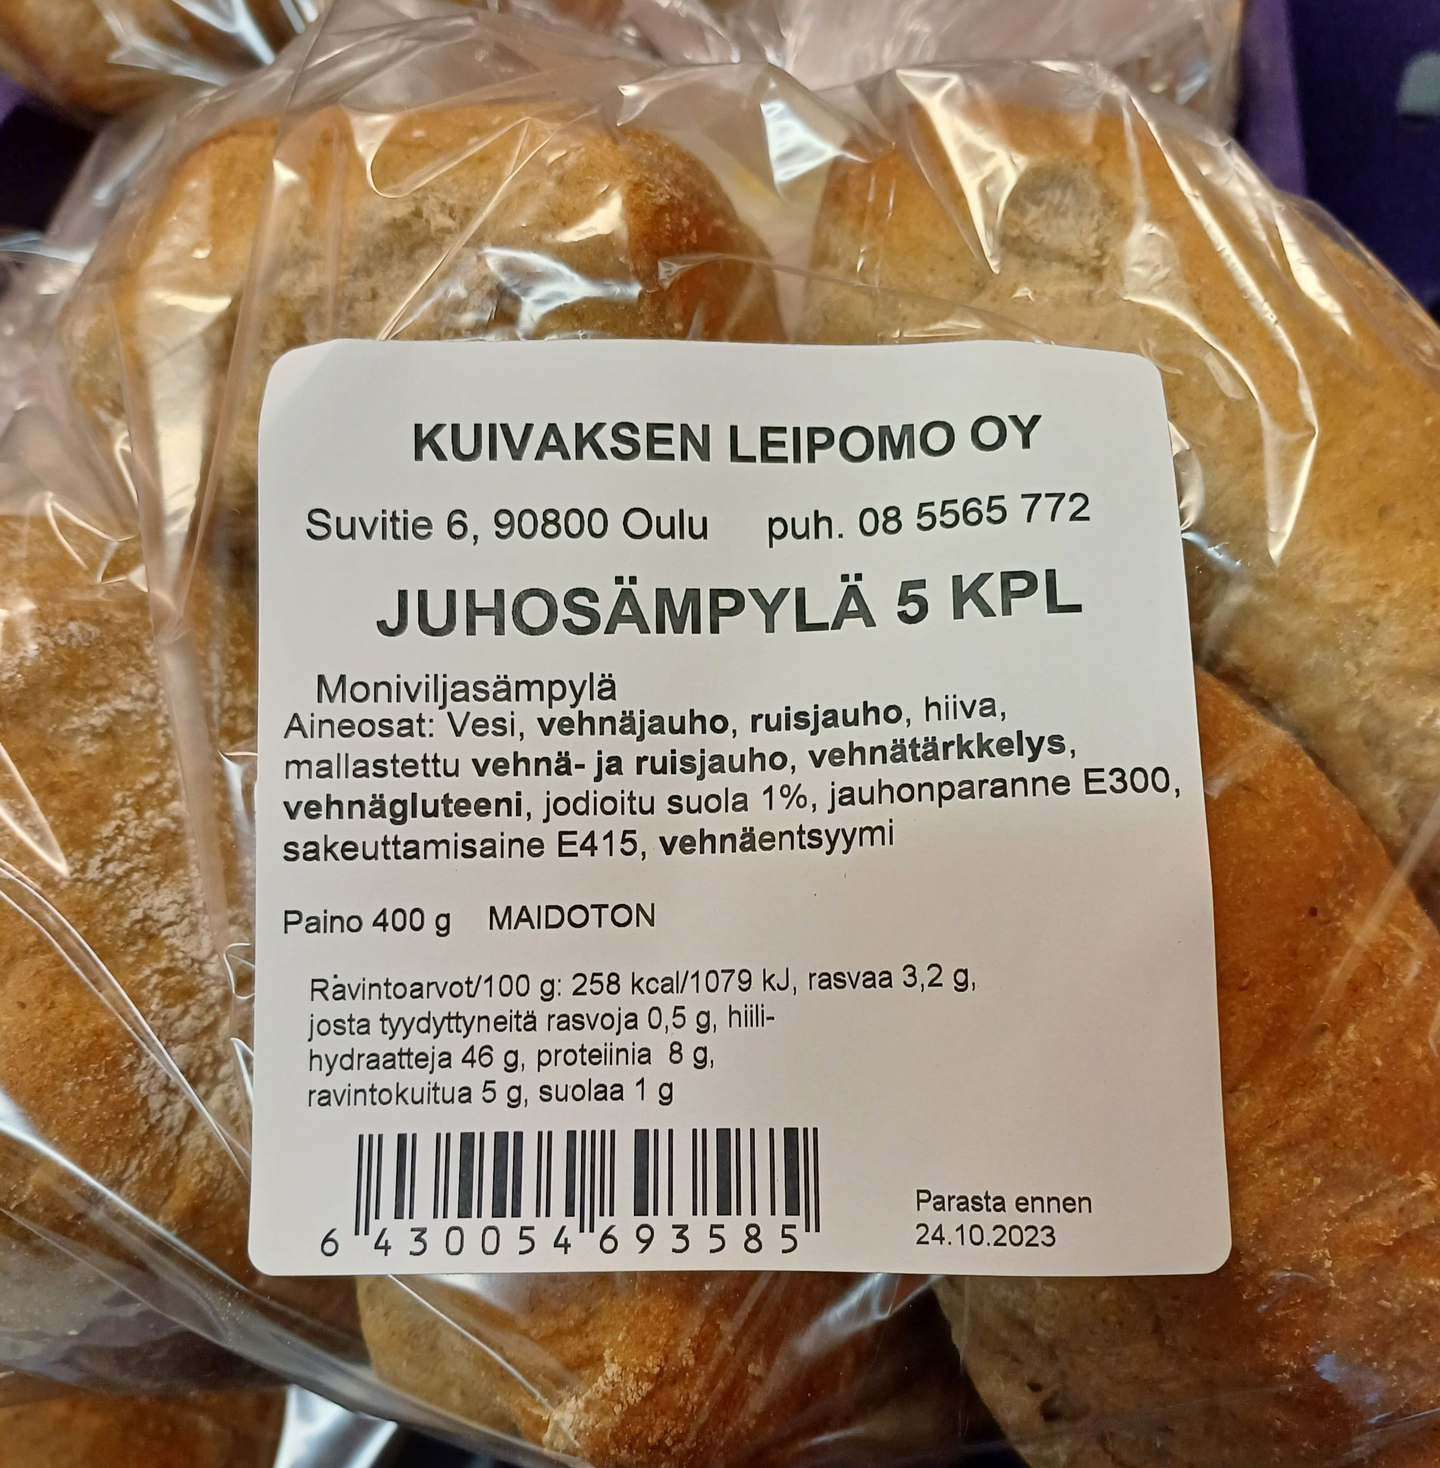 KUIVAKSEN LEIPOMO OY
Suvitie 6, 90800 Oulu puh. 08 5565 772
JUHOSÄMPYLÄ 5 KPL
Moniviljasämpylä
Aineosat: Vesi, vehnäjauho, ruisjauho, hiiva,
mallastettu vehnä- ja ruisjauho, vehnätärkkelys,
vehnägluteeni, jodioitu suola 1%, jauhonparanne E300,
sakeuttamisaine E415, vehnäentsyymi
Paino 400 g MAIDOTON
Ravintoarvot/100 g: 258 kcal/1079 kJ, rasvaa 3,2 g,
josta tyydyttyneitä rasvoja 0,5 g, hiili-
hydraatteja 46 g, proteiinia 8 g,
ravintokuitua 5 g, suolaa 1 g
6 430054 693585
Parasta ennen
24.10.2023